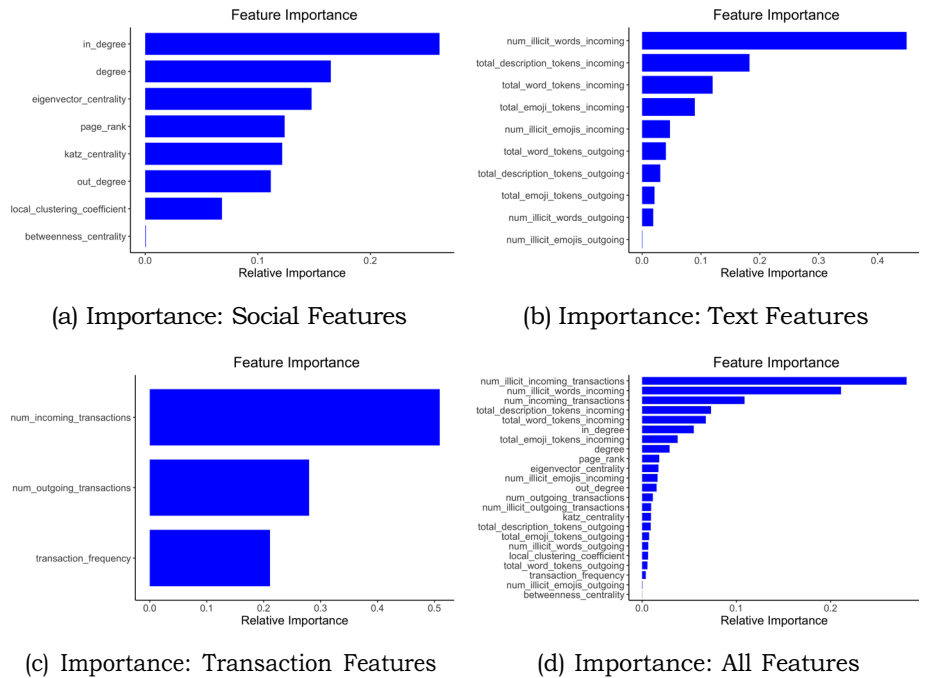 Feature Importance
in_degree
degree
eigenvector_centrality
page_rank
katz_centrality
out_degree
local_clustering_coefficient
betweenness_centrality
0.0 0.1 0.2
Relative Importance
(a) Importance: Social Features
Feature Importance
num_illicit_words_incoming
total_description_tokens_incoming
total_word_tokens_incoming
total_emoji_tokens_incoming
num_illicit_emojis_incoming
total_word_tokens_outgoing
total_description_tokens_outgoing
total_emoji_tokens_outgoing
num_illicit_words_outgoing
num_illicit_emojis_outgoing
0.0 0.1 0.2 0.3 0.4
Relative Importance
(b) Importance: Text Features
Feature Importance
num_incoming_transactions
num_outgoing_transactions
transaction_frequency
0.0 0.1 0.2 0.3 0.4 0.5
Relative Importance
(c) Importance: Transaction Features
Feature Importance
num_illicit_incoming_transactions
num_illicit_words_incoming
num_incoming_transactions
total_description_tokens_incoming
total_word_tokens_incoming
in_degree
total_emoji_tokens_incoming
degree
page_rank
eigenvector_centrality
num_illicit_emojis_incoming
out_degree
num_outgoing_transactions
num_illicit_outgoing_transactions
katz_centrality
total_description_tokens_outgoing
total_emoji_tokens_outgoing
num_illicit_words_outgoing
local_clustering_coefficient
total_word_tokens_outgoing
transaction_frequency
num_illicit_emojis_outgoing
betweenness_centrality
0.0 0.1 0.2
Relative Importance
(d) Importance: All Features